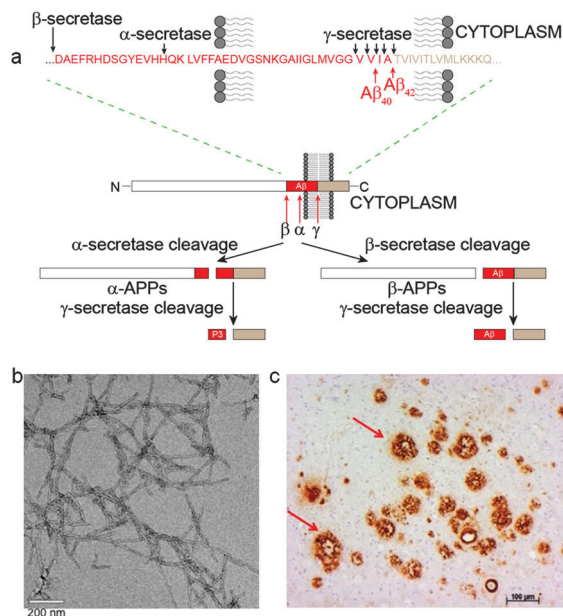 β-secretase
α-secretase
γ-secretase
CYTOPLASM
a
...DAEFRHDSGYEVHHQK LVFFAEDVGSNKGAIIGLMVGG V V I A TVIVITLVMLKKKQ...
Aβ40
Aβ42
N
Aβ
C
CYTOPLASM
β α γ
α-secretase cleavage
β-secretase cleavage
Aβ
α-APPs
β-APPs
γ-secretase cleavage
γ-secretase cleavage
P3
Aβ
b
c
200 nm
100 µm